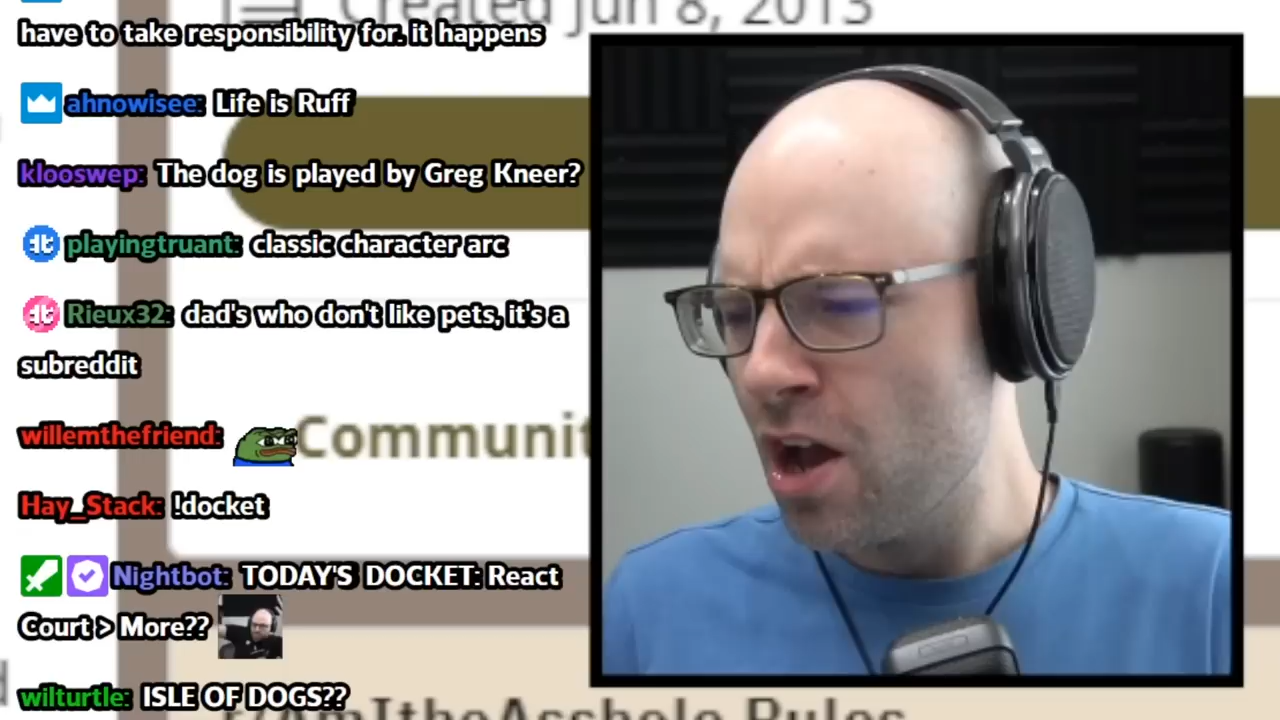 Created Jun 8, 2013
have to take responsibility for. it happens
ahnowisee: Life is Ruff
klooswep: The dog is played by Greg Kneer?
playingtruant: classic character arc
Rieux32: dad's who don't like pets, it's a
subreddit
willemthefriend:
Communit
Hay_Stack: !docket
Nightbot: TODAY'S DOCKET: React
Court > More??
wilturtle: ISLE OF DOGS??
r/AmItheAsshole Rules